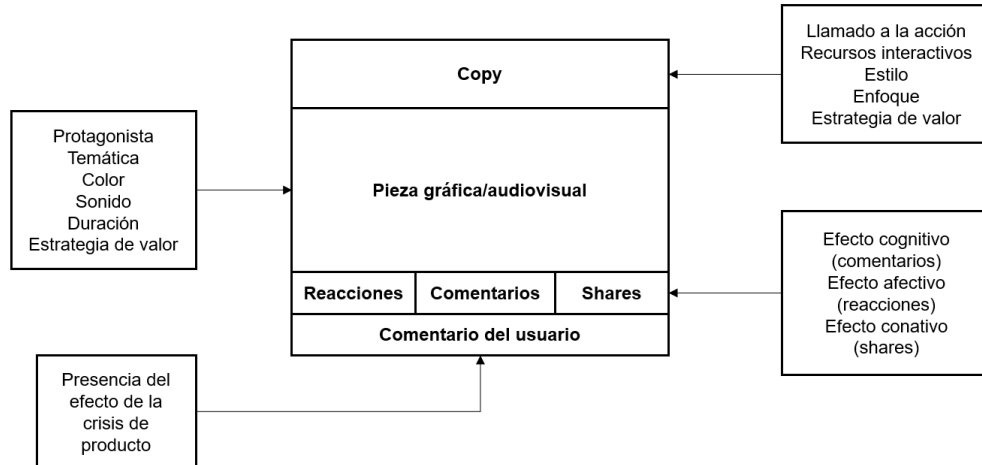 Llamado a la acción
Recursos interactivos
Estilo
Enfoque
Estrategia de valor
Copy
Protagonista
Temática
Color
Sonido
Duración
Estrategia de valor
Pieza gráfica/audiovisual
Reacciones
Comentarios
Shares
Comentario del usuario
Efecto cognitivo
(comentarios)
Efecto afectivo
(reacciones)
Efecto conativo
(shares)
Presencia del
efecto de la
crisis de
producto